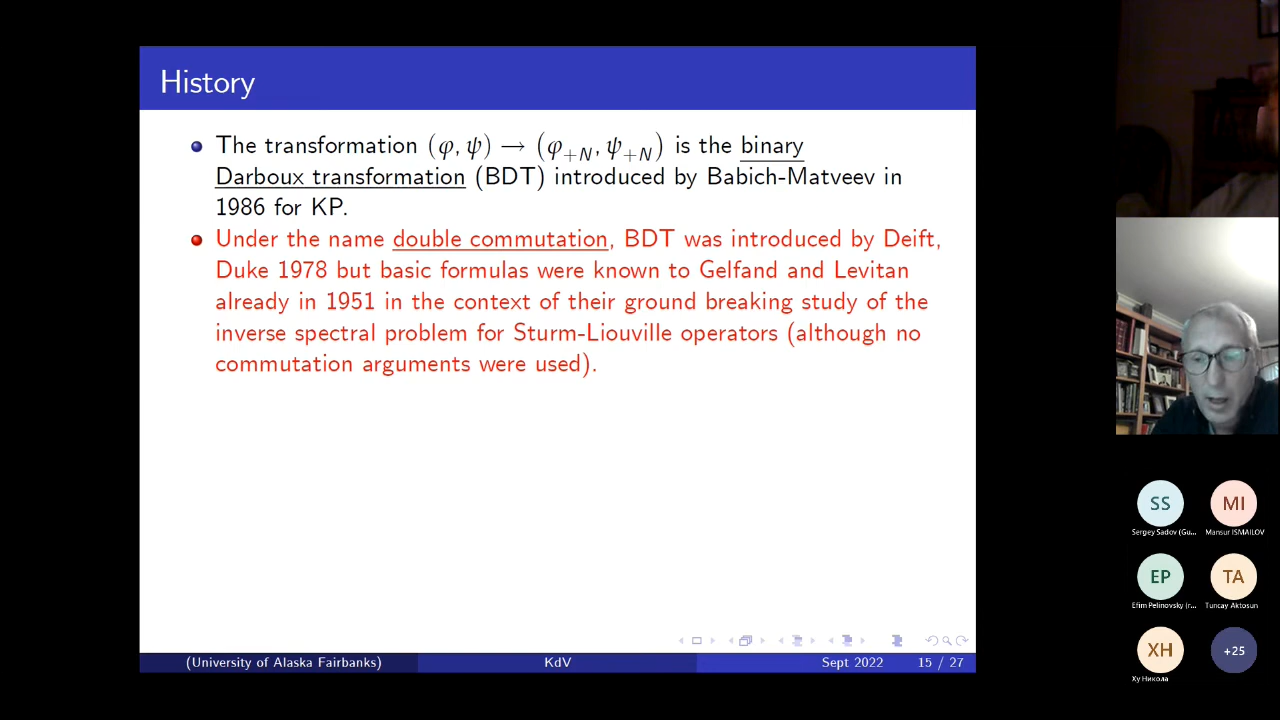 History
The transformation (φ, ψ) → (φ₊N, ψ₊N) is the binary
Darboux transformation (BDT) introduced by Babich-Matveev in
1986 for KP.
Under the name double commutation, BDT was introduced by Deift,
Duke 1978 but basic formulas were known to Gelfand and Levitan
already in 1951 in the context of their ground breaking study of the
inverse spectral problem for Sturm-Liouville operators (although no
commutation arguments were used).
(University of Alaska Fairbanks)
KdV
Sept 2022
15 / 27
SS
MI
Sergey Sadov (Gu...
Mansur ISMAILOV
EP
TA
Efim Pelinovsky (r...
Tuncay Aktosun
XH
+25
Ху Никола